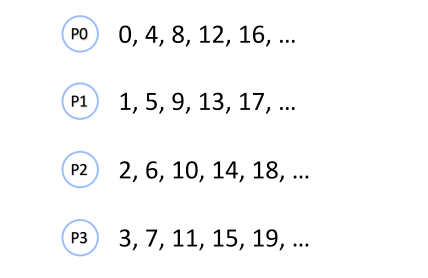 P0 0, 4, 8, 12, 16, ...
P1 1, 5, 9, 13, 17, ...
P2 2, 6, 10, 14, 18, ...
P3 3, 7, 11, 15, 19, ...